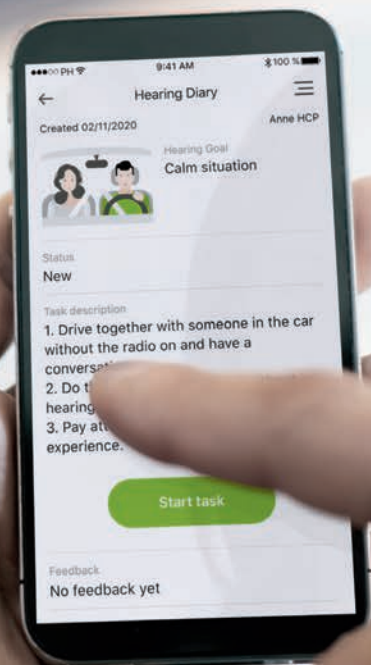 PH 9:41 AM 100 %
Hearing Diary
Created 02/11/2020 Anne HCP
Hearing Goal
Calm situation
Status
New
Task description
1. Drive together with someone in the car
without the radio on and have a
2. Do
hearing
3. Pay
experience.
Start task
Feedback
No feedback yet